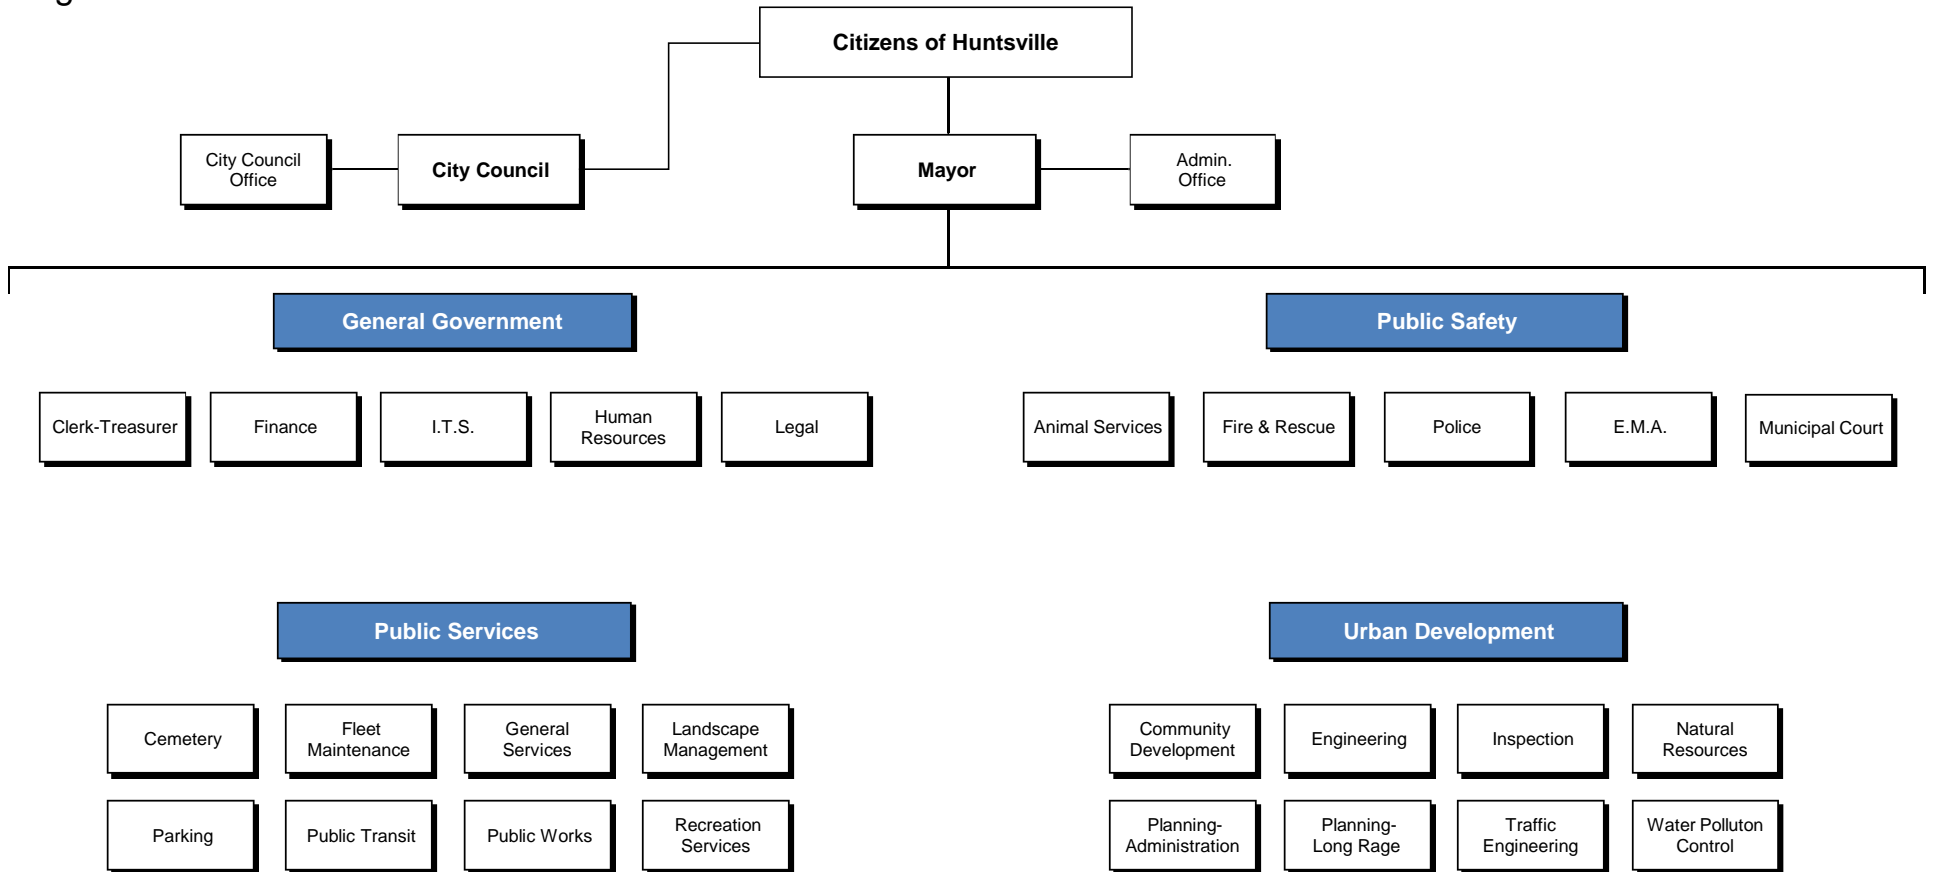 Citizens of Huntsville
City Council
Office
City Council
Mayor
Admin.
Office
General Government
Public Safety
Clerk-Treasurer
Finance
I.T.S.
Human
Resources
Legal
Animal Services
Fire & Rescue
Police
E.M.A.
Municipal Court
Public Services
Urban Development
Cemetery
Fleet
Maintenance
General
Services
Landscape
Management
Community
Development
Engineering
Inspection
Natural
Resources
Parking
Public Transit
Public Works
Recreation
Services
Planning-
Administration
Planning-
Long Rage
Traffic
Engineering
Water Polluton
Control